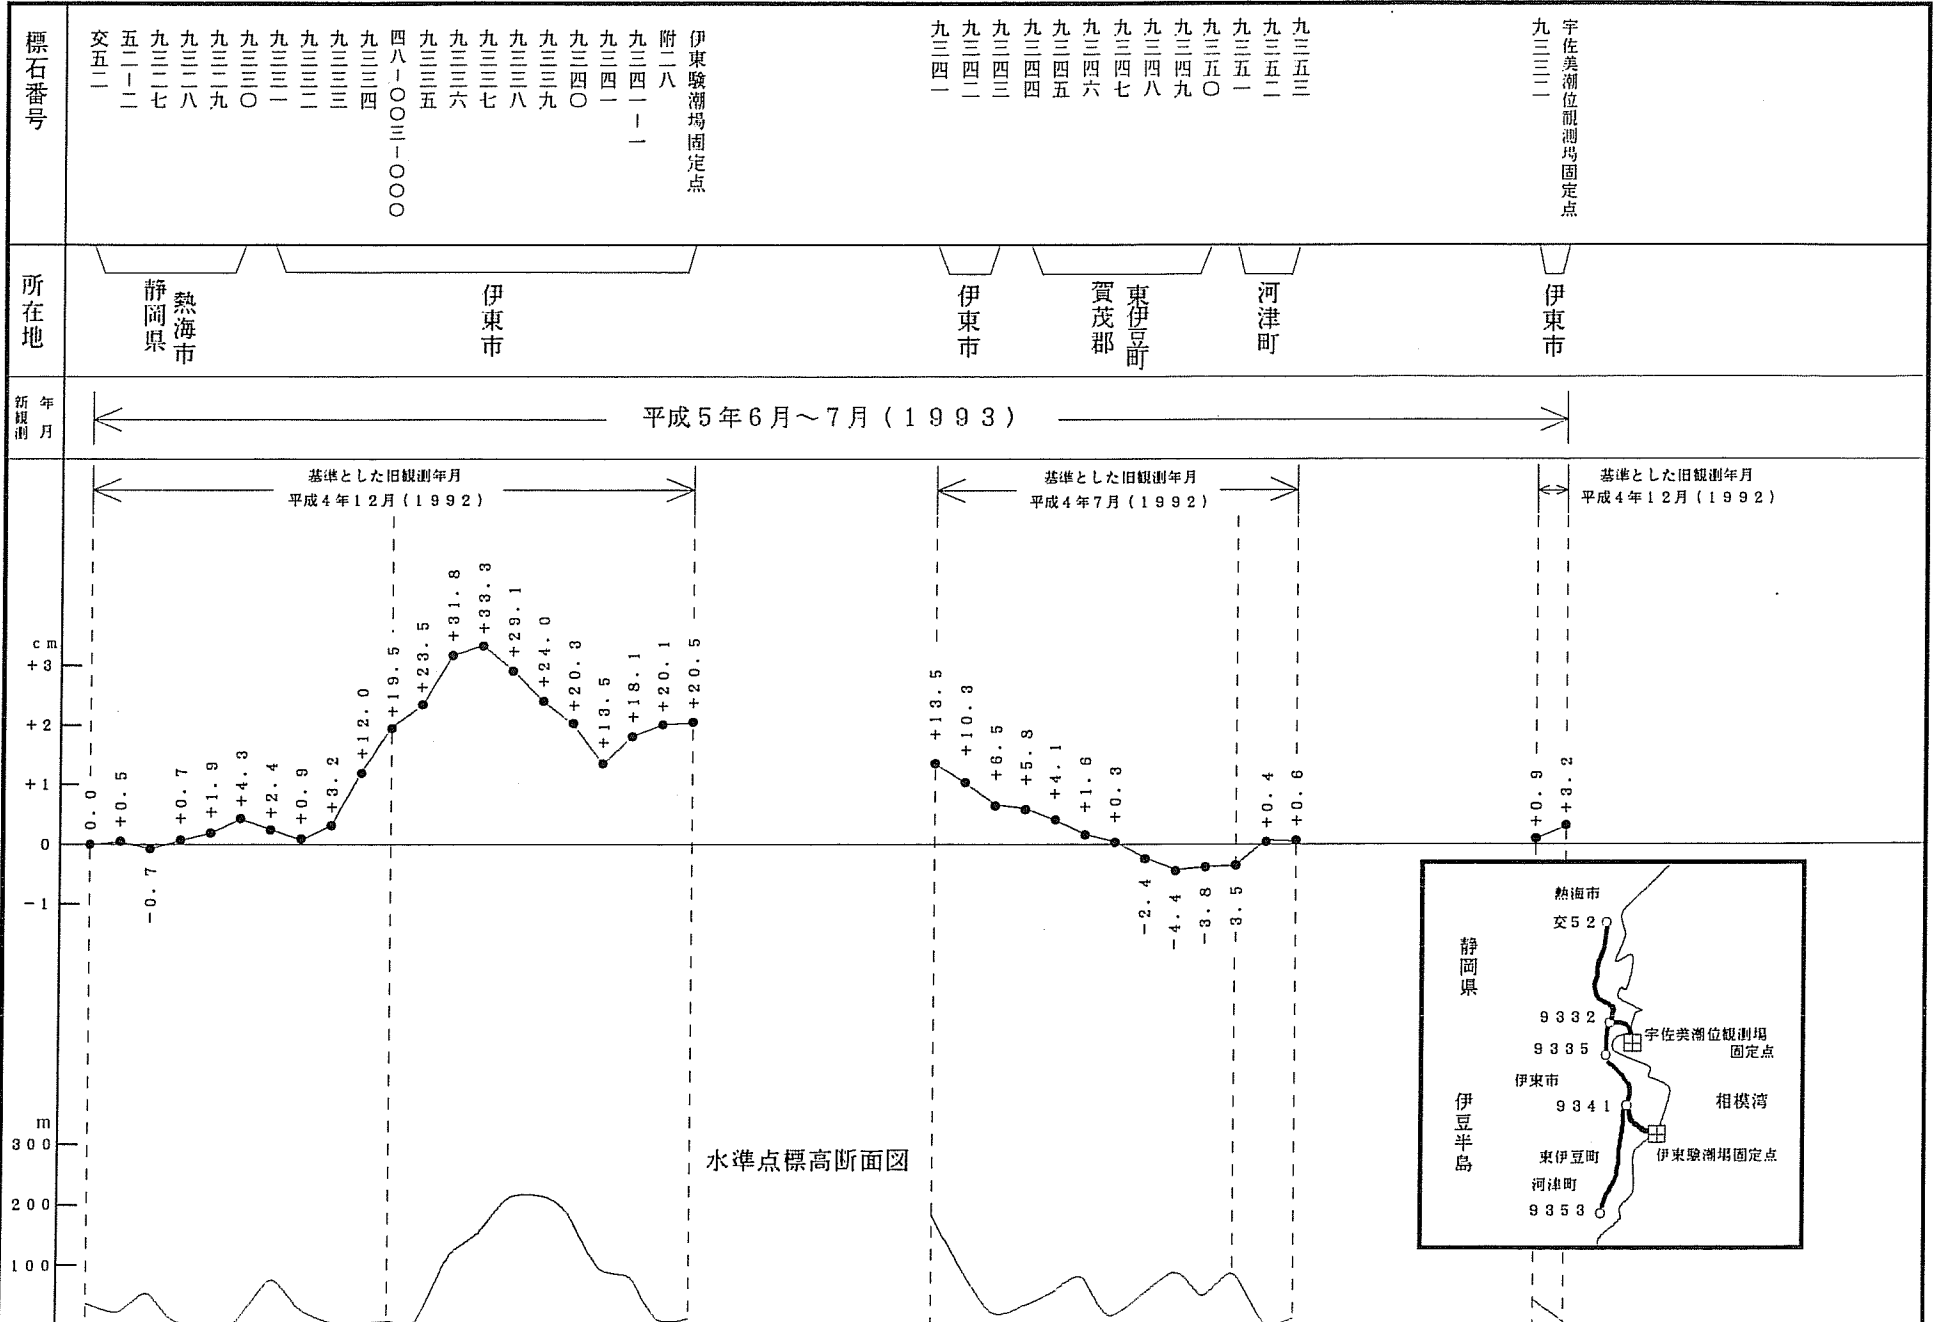 標石番号
交五二
五二－二
九三二七
九三二八
九三二九
九三三〇
九三三一
九三三二
九三三三
九三三四
四八－〇〇三－〇〇〇
九三三五
九三三六
九三三七
九三三八
九三三九
九三四〇
九三四一
九三四一－一
附二八
伊東験潮場固定点
九三四一
九三四二
九三四三
九三四四
九三四五
九三四六
九三四七
九三四八
九三四九
九三五〇
九三五一
九三五二
九三五三
九三三二
宇佐美潮位観測場固定点
所在地
静岡県
熱海市
伊東市
伊東市
賀茂郡
東伊豆町
河津町
伊東市
新観測
年月
平成5年6月～7月(1993)
基準とした旧観測年月
平成4年12月(1992)
基準とした旧観測年月
平成4年7月(1992)
基準とした旧観測年月
平成4年12月(1992)
cm
+3
+2
+1
0
-1
0.0
+0.5
-0.7
+0.7
+1.9
+4.3
+2.4
+0.9
+3.2
+12.0
+19.5
+23.5
+31.8
+33.3
+29.1
+24.0
+20.3
+13.5
+18.1
+20.1
+20.5
+13.5
+10.3
+6.5
+5.8
+4.1
+1.6
+0.3
-2.4
-4.4
-3.8
-3.5
+0.4
+0.6
+0.9
+3.2
m
300
200
100
水準点標高断面図
熱海市
交52
静岡県
9332
宇佐美潮位観測場
固定点
9335
伊東市
9341
相模湾
伊豆半島
東伊豆町
伊東験潮場固定点
河津町
9353